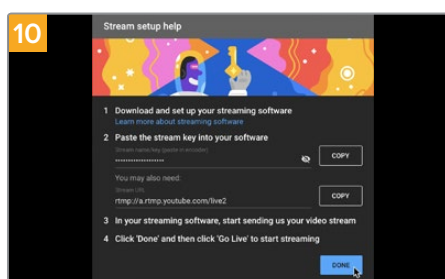 10
Stream setup help
1 Download and set up your streaming software
Learn more about streaming software
2 Paste the stream key into your software
Stream name/key (paste in encoder)
••••••••••••••••••• COPY
You may also need:
Stream URL
rtmp://a.rtmp.youtube.com/live2 COPY
3 In your streaming software, start sending us your video stream
4 Click 'Done' and then click 'Go Live' to start streaming
DONE